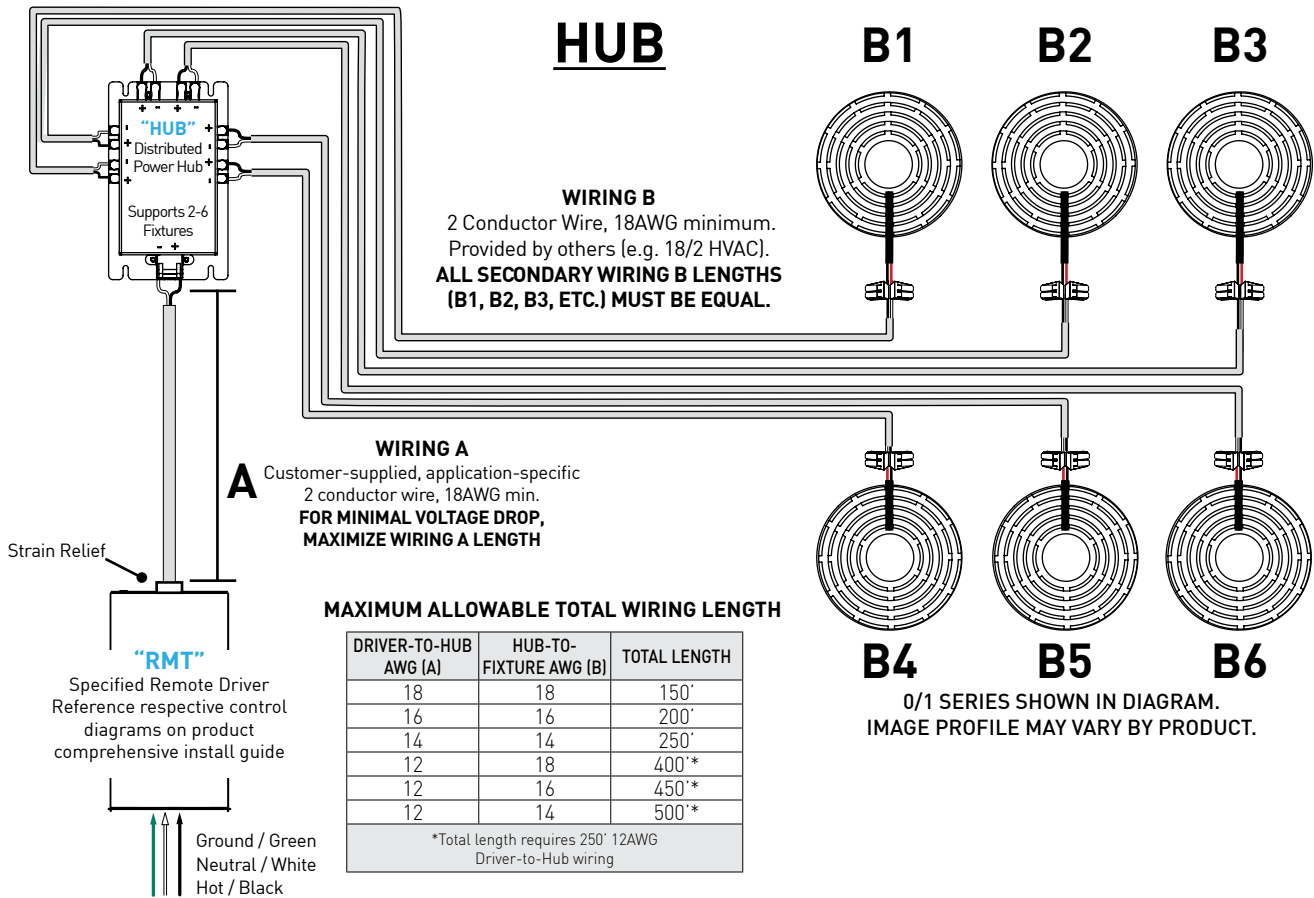 HUB
B1 B2 B3
+ - + -
"HUB"
Distributed
Power Hub
Supports 2-6
Fixtures
- +
- +
+ -
- +
+ -
WIRING B
2 Conductor Wire, 18AWG minimum.
Provided by others (e.g. 18/2 HVAC).
ALL SECONDARY WIRING B LENGTHS
(B1, B2, B3, ETC.) MUST BE EQUAL.
A
WIRING A
Customer-supplied, application-specific
2 conductor wire, 18AWG min.
FOR MINIMAL VOLTAGE DROP,
MAXIMIZE WIRING A LENGTH
Strain Relief
"RMT"
Specified Remote Driver
Reference respective control
diagrams on product
comprehensive install guide
Ground / Green
Neutral / White
Hot / Black
MAXIMUM ALLOWABLE TOTAL WIRING LENGTH
DRIVER-TO-HUB AWG (A) HUB-TO-FIXTURE AWG (B) TOTAL LENGTH
18 18 150'
16 16 200'
14 14 250'
12 18 400'*
12 16 450'*
12 14 500'*
*Total length requires 250' 12AWG
Driver-to-Hub wiring
B4 B5 B6
0/1 SERIES SHOWN IN DIAGRAM.
IMAGE PROFILE MAY VARY BY PRODUCT.